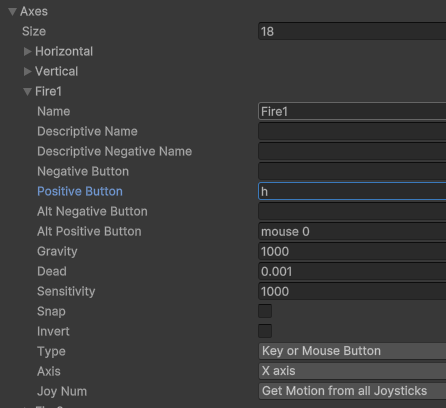 Axes
Size 18
Horizontal
Vertical
Fire1
Name Fire1
Descriptive Name
Descriptive Negative Name
Negative Button
Positive Button h
Alt Negative Button
Alt Positive Button mouse 0
Gravity 1000
Dead 0.001
Sensitivity 1000
Snap
Invert
Type Key or Mouse Button
Axis X axis
Joy Num Get Motion from all Joysticks